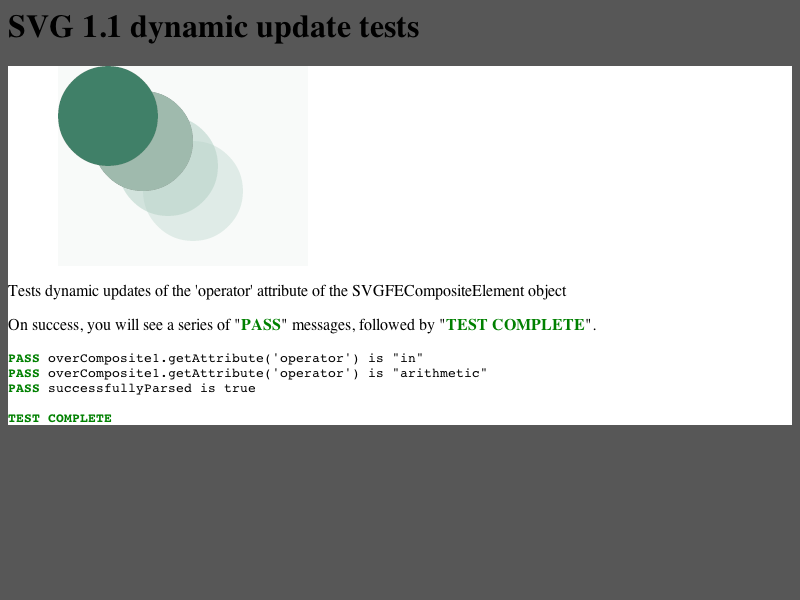 SVG 1.1 dynamic update tests
Tests dynamic updates of the 'operator' attribute of the SVGFECompositeElement object
On success, you will see a series of "PASS" messages, followed by "TEST COMPLETE".
PASS overComposite1.getAttribute('operator') is "in"
PASS overComposite1.getAttribute('operator') is "arithmetic"
PASS successfullyParsed is true
TEST COMPLETE